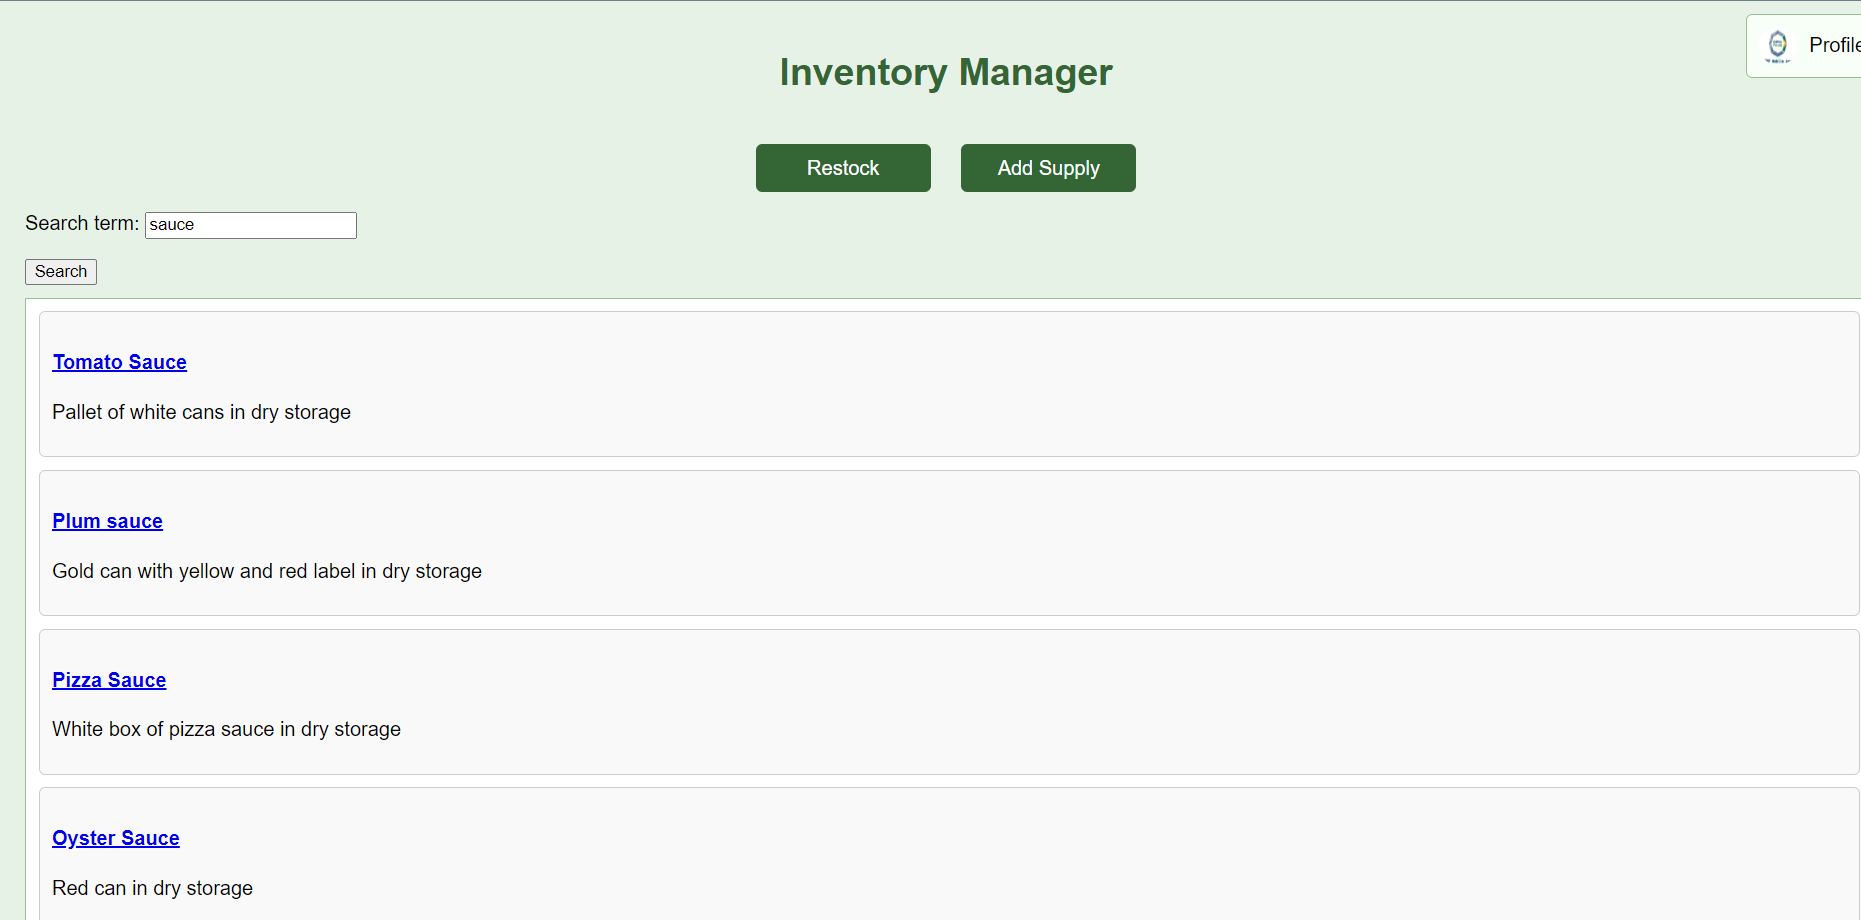 Profile
Inventory Manager
Restock
Add Supply
Search term: sauce
Search
Tomato Sauce
Pallet of white cans in dry storage
Plum sauce
Gold can with yellow and red label in dry storage
Pizza Sauce
White box of pizza sauce in dry storage
Oyster Sauce
Red can in dry storage